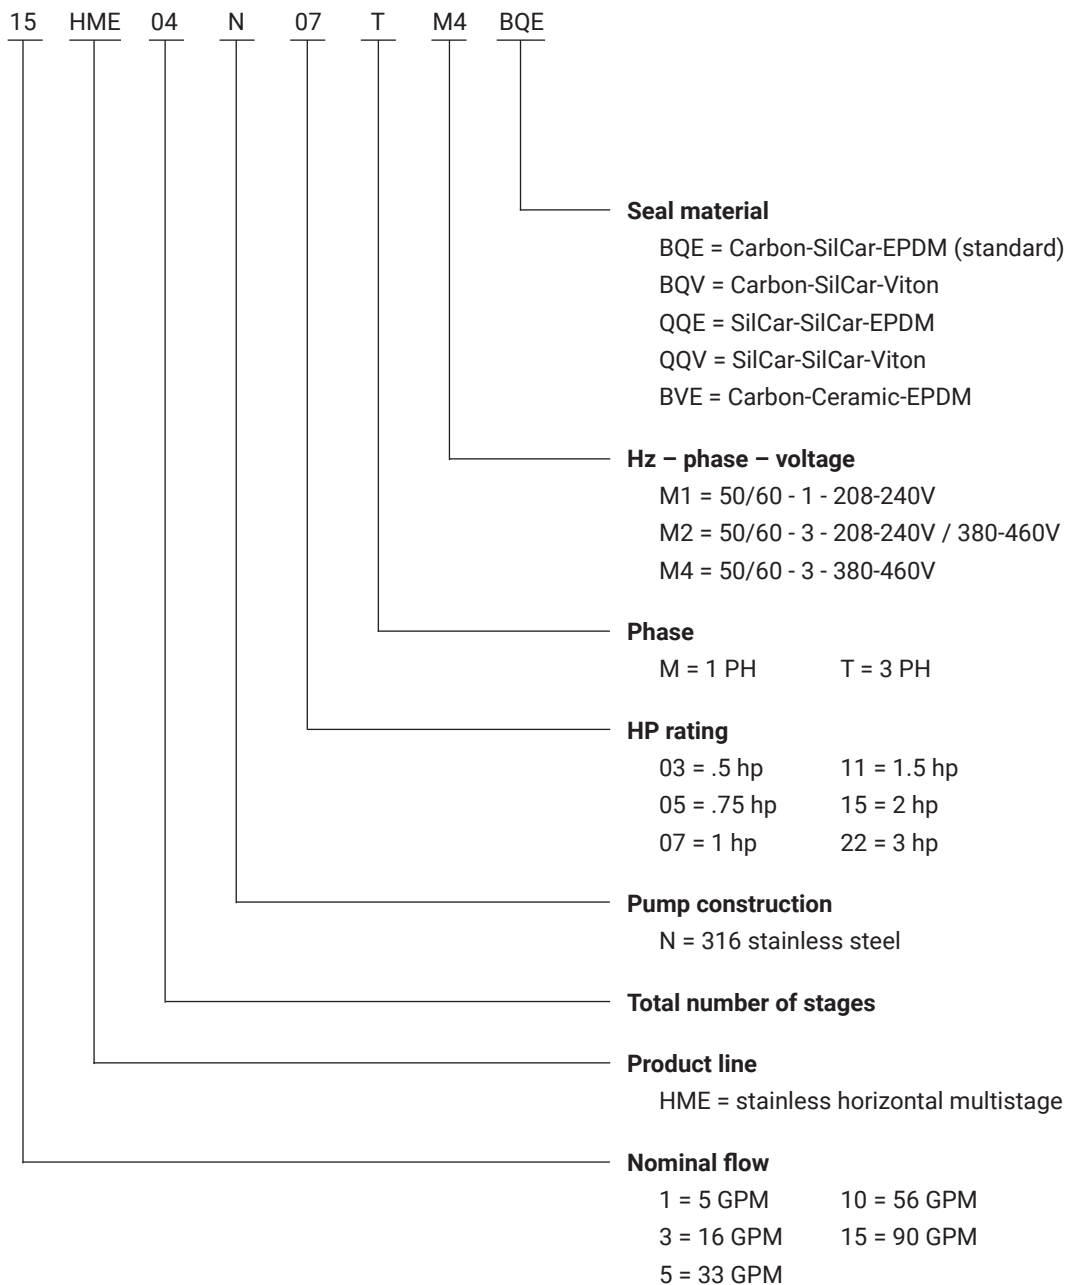 15 HME 04 N 07 T M4 BQE
Seal material
BQE = Carbon-SilCar-EPDM (standard)
BQV = Carbon-SilCar-Viton
QQE = SilCar-SilCar-EPDM
QQV = SilCar-SilCar-Viton
BVE = Carbon-Ceramic-EPDM
Hz – phase – voltage
M1 = 50/60 - 1 - 208-240V
M2 = 50/60 - 3 - 208-240V / 380-460V
M4 = 50/60 - 3 - 380-460V
Phase
M = 1 PH T = 3 PH
HP rating
03 = .5 hp 11 = 1.5 hp
05 = .75 hp 15 = 2 hp
07 = 1 hp 22 = 3 hp
Pump construction
N = 316 stainless steel
Total number of stages
Product line
HME = stainless horizontal multistage
Nominal flow
1 = 5 GPM 10 = 56 GPM
3 = 16 GPM 15 = 90 GPM
5 = 33 GPM